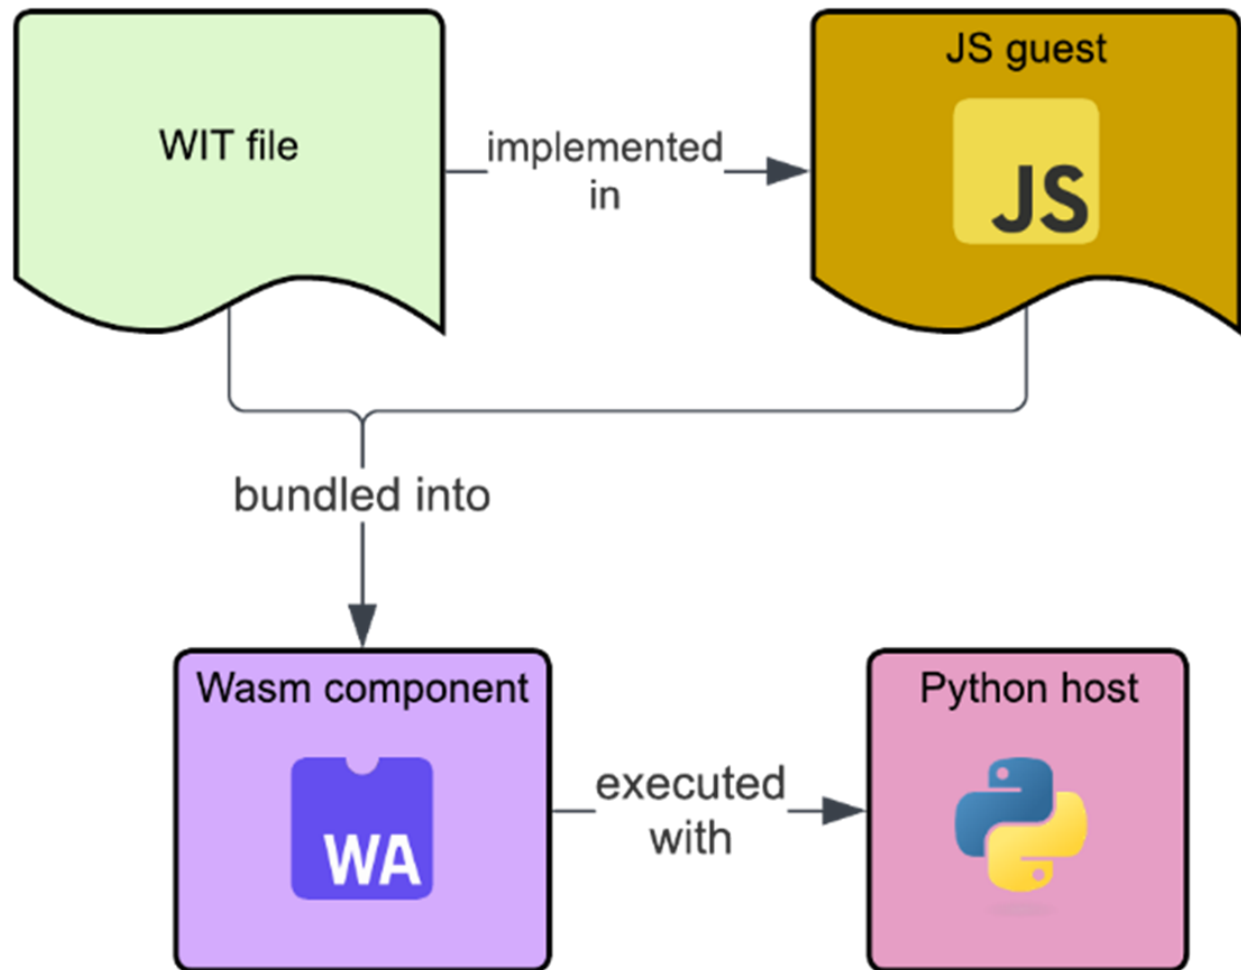 WIT file
implemented
in
JS guest
JS
bundled into
Wasm component
WA
executed
with
Python host